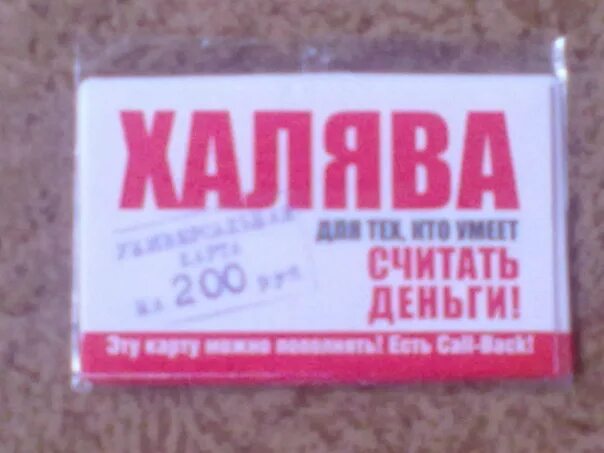 ХАЛЯВА
ДЛЯ ТЕХ, КТО УМЕЕТ
СЧИТАТЬ
ДЕНЬГИ!
УНИВЕРСАЛЬНАЯ
КАРТА
НА 200 РУБ
Эту карту можно пополнять! Есть Call-Back!